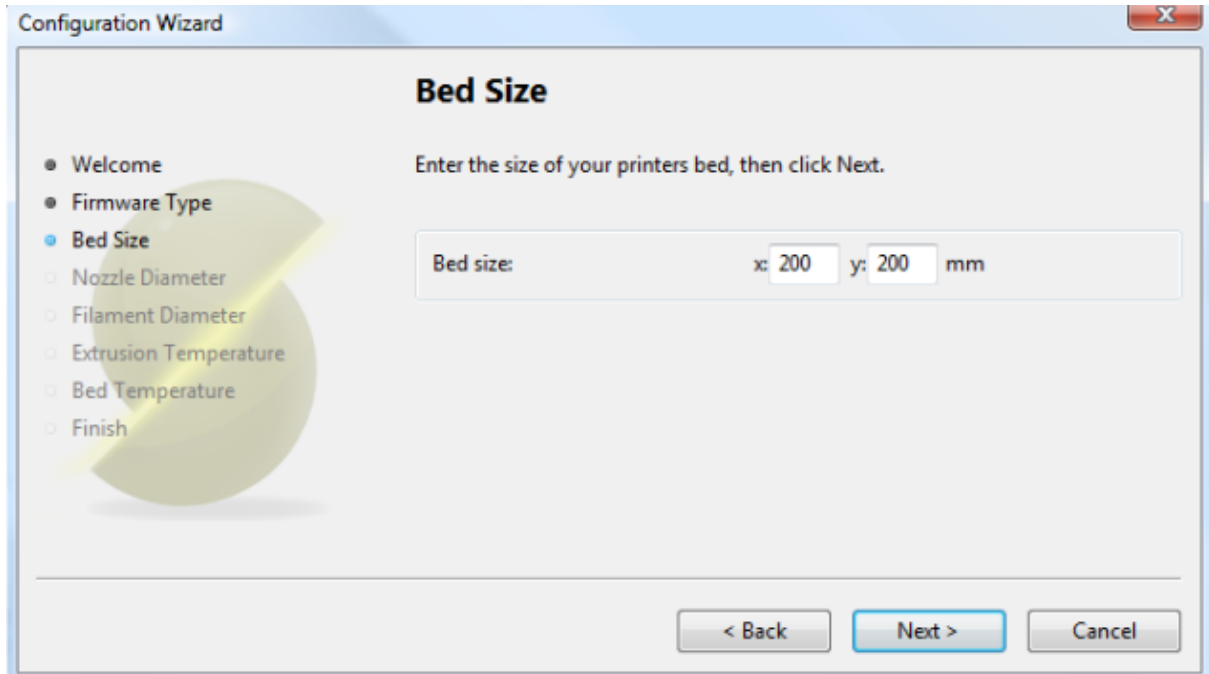 Configuration Wizard
X
Bed Size
Welcome
Firmware Type
Bed Size
Nozzle Diameter
Filament Diameter
Extrusion Temperature
Bed Temperature
Finish
Enter the size of your printers bed, then click Next.
Bed size: x: 200 y: 200 mm
< Back Next > Cancel